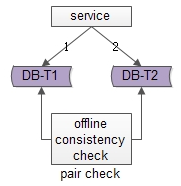 service
1
2
DB-T1
DB-T2
offline
consistency
check
pair check